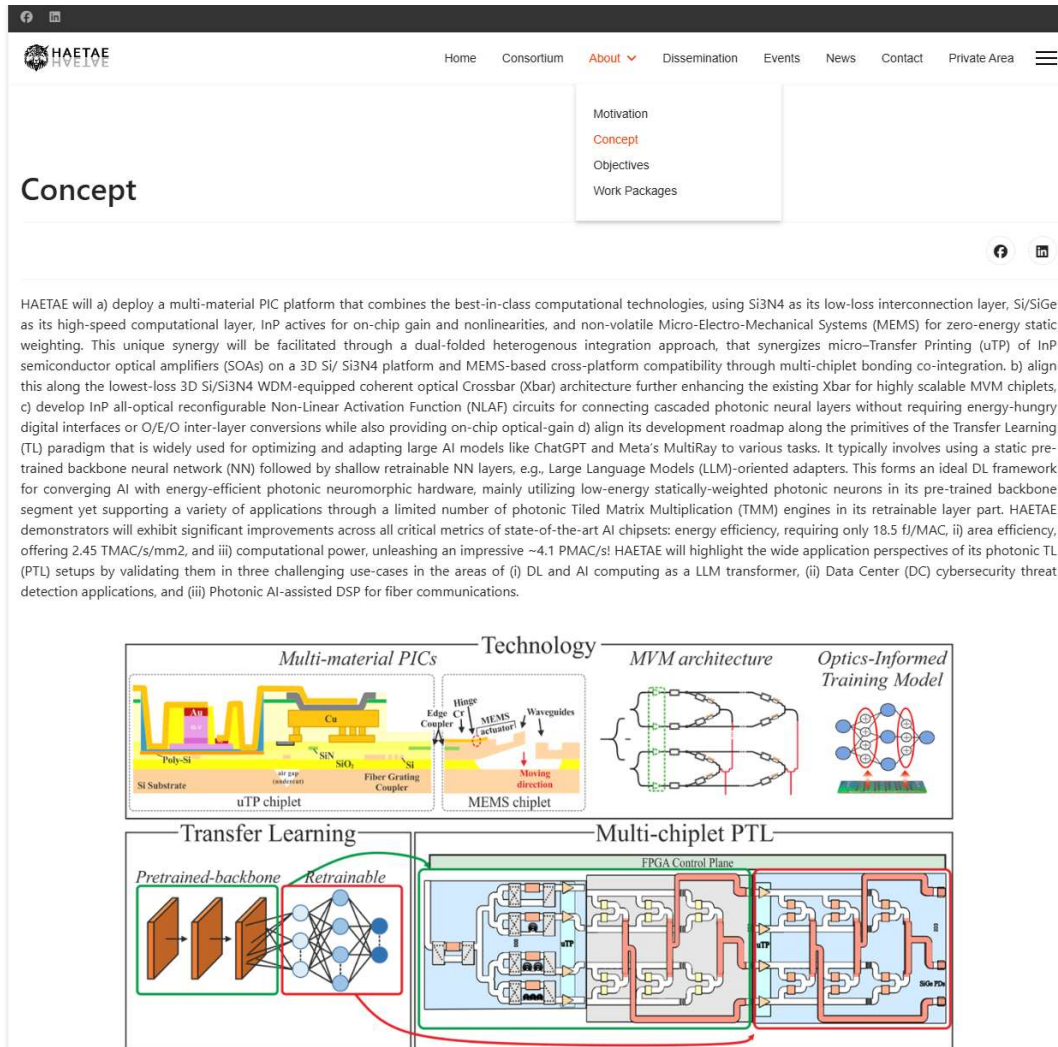 HAETAE
Home Consortium About Dissemination Events News Contact Private Area
Motivation
Concept
Objectives
Work Packages
Concept
HAETAE will a) deploy a multi-material PIC platform that combines the best-in-class computational technologies, using Si3N4 as its low-loss interconnection layer, Si/SiGe
as its high-speed computational layer, InP actives for on-chip gain and nonlinearities, and non-volatile Micro-Electro-Mechanical Systems (MEMS) for zero-energy static
weighting. This unique synergy will be facilitated through a dual-folded heterogenous integration approach, that synergizes micro–Transfer Printing (uTP) of InP
semiconductor optical amplifiers (SOAs) on a 3D Si/ Si3N4 platform and MEMS-based cross-platform compatibility through multi-chiplet bonding co-integration. b) align
this along the lowest-loss 3D Si/Si3N4 WDM-equipped coherent optical Crossbar (Xbar) architecture further enhancing the existing Xbar for highly scalable MVM chiplets,
c) develop InP all-optical reconfigurable Non-Linear Activation Function (NLAF) circuits for connecting cascaded photonic neural layers without requiring energy-hungry
digital interfaces or O/E/O inter-layer conversions while also providing on-chip optical-gain d) align its development roadmap along the primitives of the Transfer Learning
(TL) paradigm that is widely used for optimizing and adapting large AI models like ChatGPT and Meta's MultiRay to various tasks. It typically involves using a static pre-
trained backbone neural network (NN) followed by shallow retrainable NN layers, e.g., Large Language Models (LLM)-oriented adapters. This forms an ideal DL framework
for converging AI with energy-efficient photonic neuromorphic hardware, mainly utilizing low-energy statically-weighted photonic neurons in its pre-trained backbone
segment yet supporting a variety of applications through a limited number of photonic Tiled Matrix Multiplication (TMM) engines in its retrainable layer part. HAETAE
demonstrators will exhibit significant improvements across all critical metrics of state-of-the-art AI chipsets: energy efficiency, requiring only 18.5 fJ/MAC, ii) area efficiency,
offering 2.45 TMAC/s/mm2, and iii) computational power, unleashing an impressive ~4.1 PMAC/s! HAETAE will highlight the wide application perspectives of its photonic TL
(PTL) setups by validating them in three challenging use-cases in the areas of (i) DL and AI computing as a LLM transformer, (ii) Data Center (DC) cybersecurity threat
detection applications, and (iii) Photonic AI-assisted DSP for fiber communications.
Technology
Multi-material PICs
MVM architecture
Optics-Informed
Training Model
Au
Cu
Edge
Coupler
Hinge
Cr
MEMS
actuator
Waveguides
Poly-Si
SiN
SiO2
Si
Si Substrate
air gap
(undercut)
Fiber Grating
Coupler
Moving
direction
uTP chiplet
MEMS chiplet
Transfer Learning
Pretrained-backbone
Retrainable
Multi-chiplet PTL
FPGA Control Plane
uTP
uTP
SiGe PDs